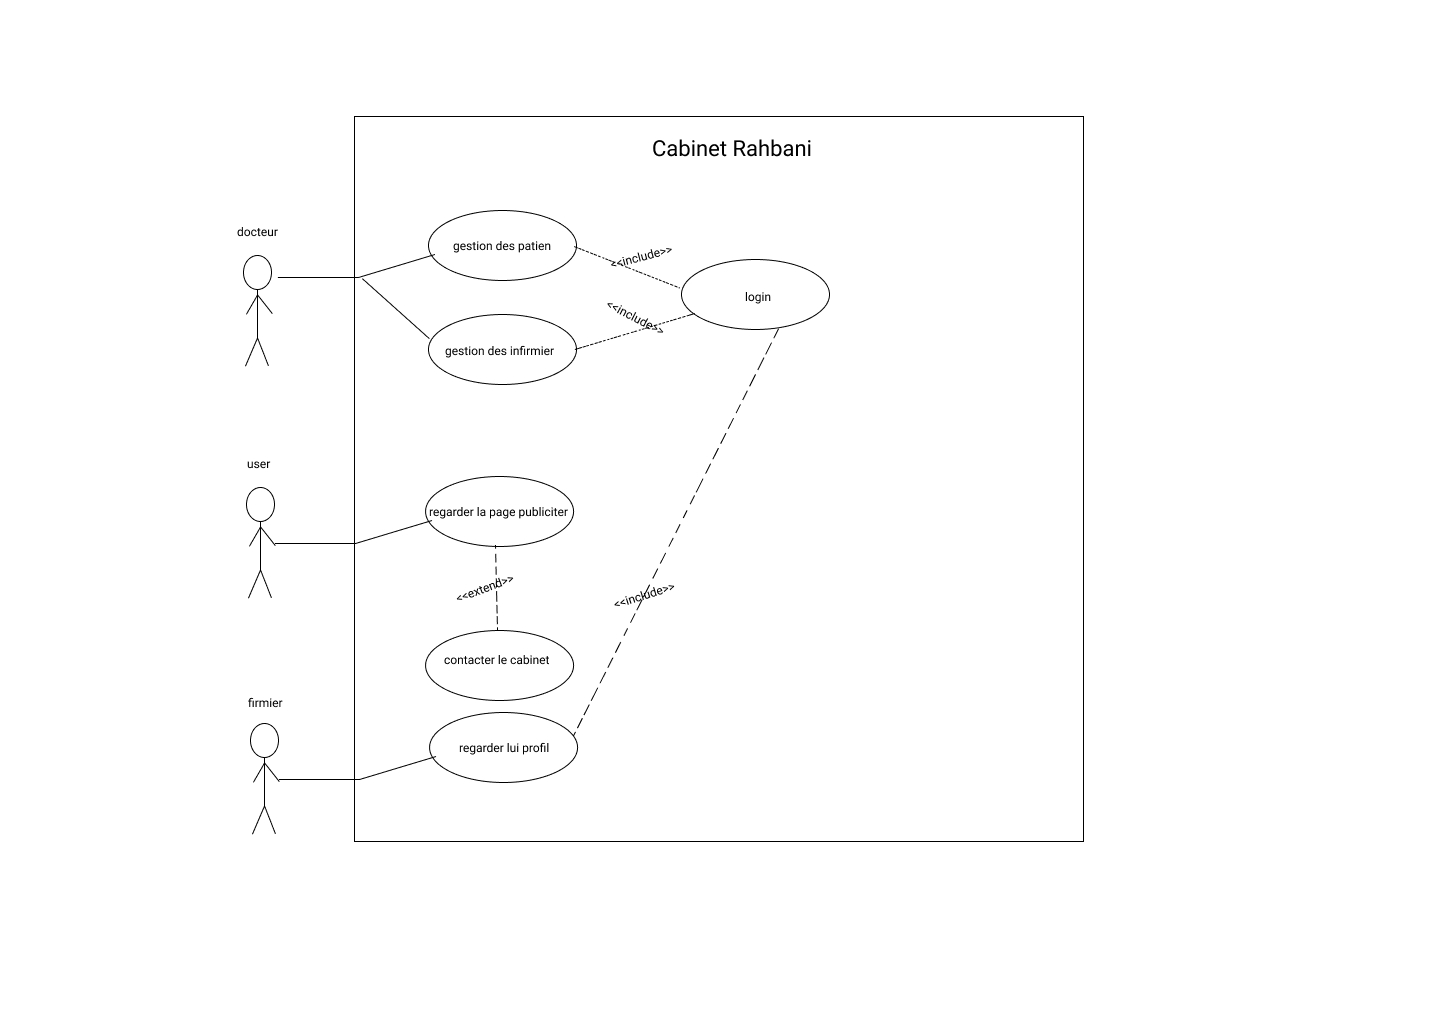 Cabinet Rahbani
docteur
gestion des patien
<<include>>
login
<<include>>
gestion des infirmier
user
regarder la page publiciter
<<extend>>
<<include>>
contacter le cabinet
firmier
regarder lui profil